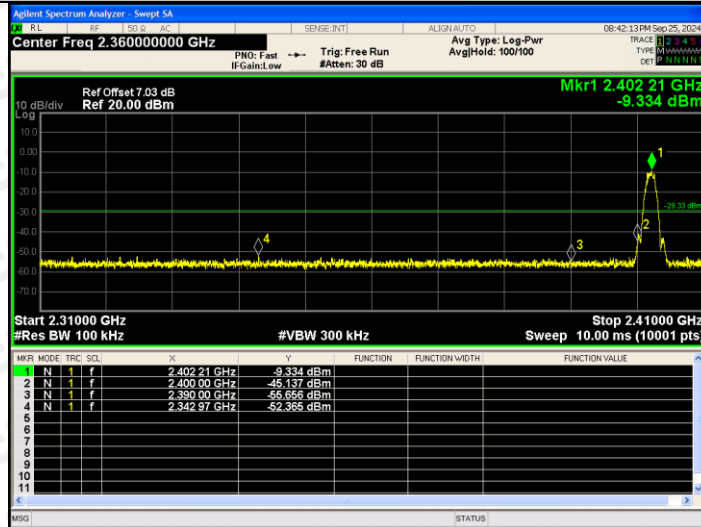 Agilent Spectrum Analyzer - Swept SA
RL RF 50 Ω AC SENSE:INT ALIGN AUTO 08:42:13 PM Sep 25, 2024
Center Freq 2.360000000 GHz
PNO: Fast
IFGain:Low
Trig: Free Run
#Atten: 30 dB
Avg Type: Log-Pwr
Avg|Hold: 100/100
TRACE 1 2 3 4 5
TYPE M
DET P N N N N
Mkr1 2.402 21 GHz
-9.334 dBm
Ref Offset 7.03 dB
10 dB/div Ref 20.00 dBm
Log
10.0
0.00
-10.0
-20.0
-30.0
-40.0
-50.0
-60.0
-70.0
1
-29.33 dBm
2
3
4
Start 2.31000 GHz Stop 2.41000 GHz
#Res BW 100 kHz #VBW 300 kHz Sweep 10.00 ms (10001 pts)
MKR MODE TRC SCL X Y FUNCTION FUNCTION WIDTH FUNCTION VALUE
1 N 1 f 2.402 21 GHz -9.334 dBm
2 N 1 f 2.400 00 GHz -45.137 dBm
3 N 1 f 2.390 00 GHz -55.656 dBm
4 N 1 f 2.342 97 GHz -52.365 dBm
5
6
7
8
9
10
11
MSG STATUS